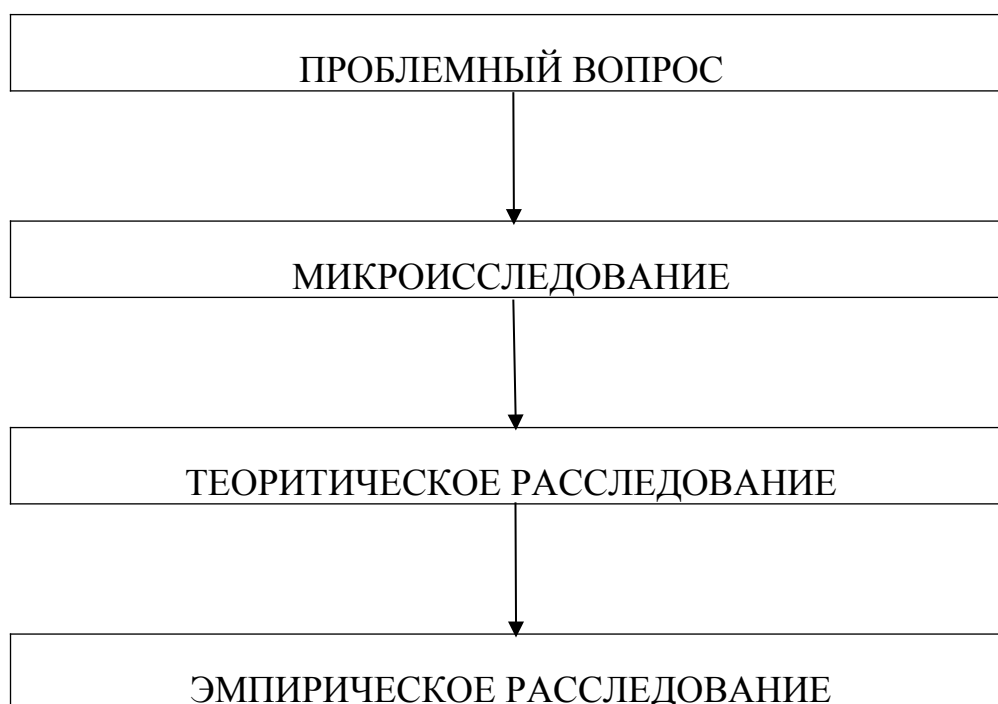 ПРОБЛЕМНЫЙ ВОПРОС
МИКРОИССЛЕДОВАНИЕ
ТЕОРИТИЧЕСКОЕ РАССЛЕДОВАНИЕ
ЭМПИРИЧЕСКОЕ РАССЛЕДОВАНИЕ